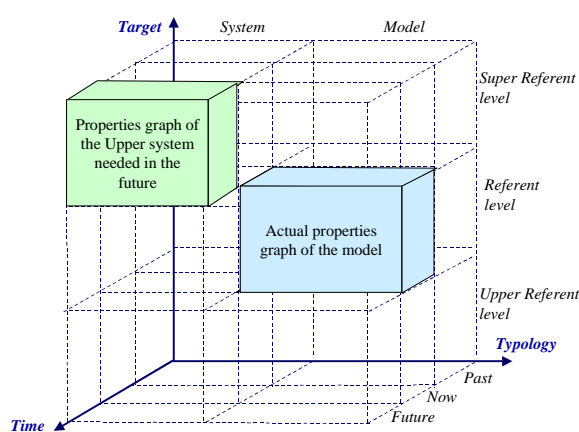 Target
System
Model
Super Referent
level
Properties graph of
the Upper system
needed in the
future
Referent
level
Actual properties
graph of the model
Upper Referent
level
Typology
Past
Now
Future
Time